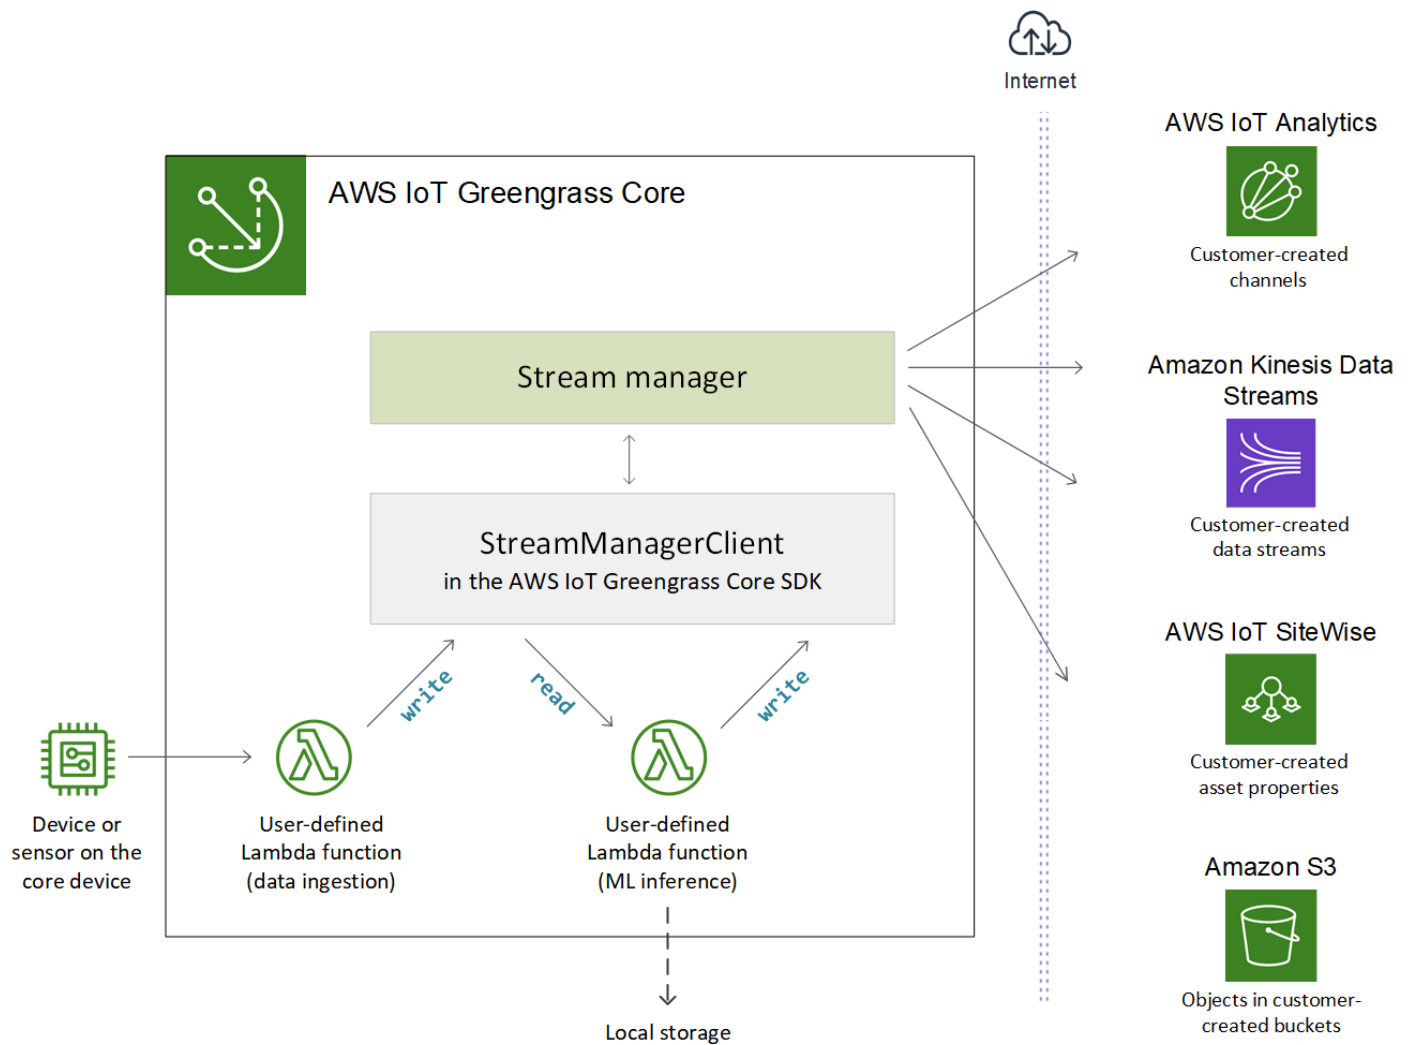 Internet
AWS IoT Analytics
Customer-created
channels
AWS IoT Greengrass Core
Stream manager
Amazon Kinesis Data
Streams
Customer-created
data streams
StreamManagerClient
in the AWS IoT Greengrass Core SDK
write
read
write
AWS IoT SiteWise
Customer-created
asset properties
Device or
sensor on the
core device
User-defined
Lambda function
(data ingestion)
User-defined
Lambda function
(ML inference)
Amazon S3
Objects in customer-
created buckets
Local storage